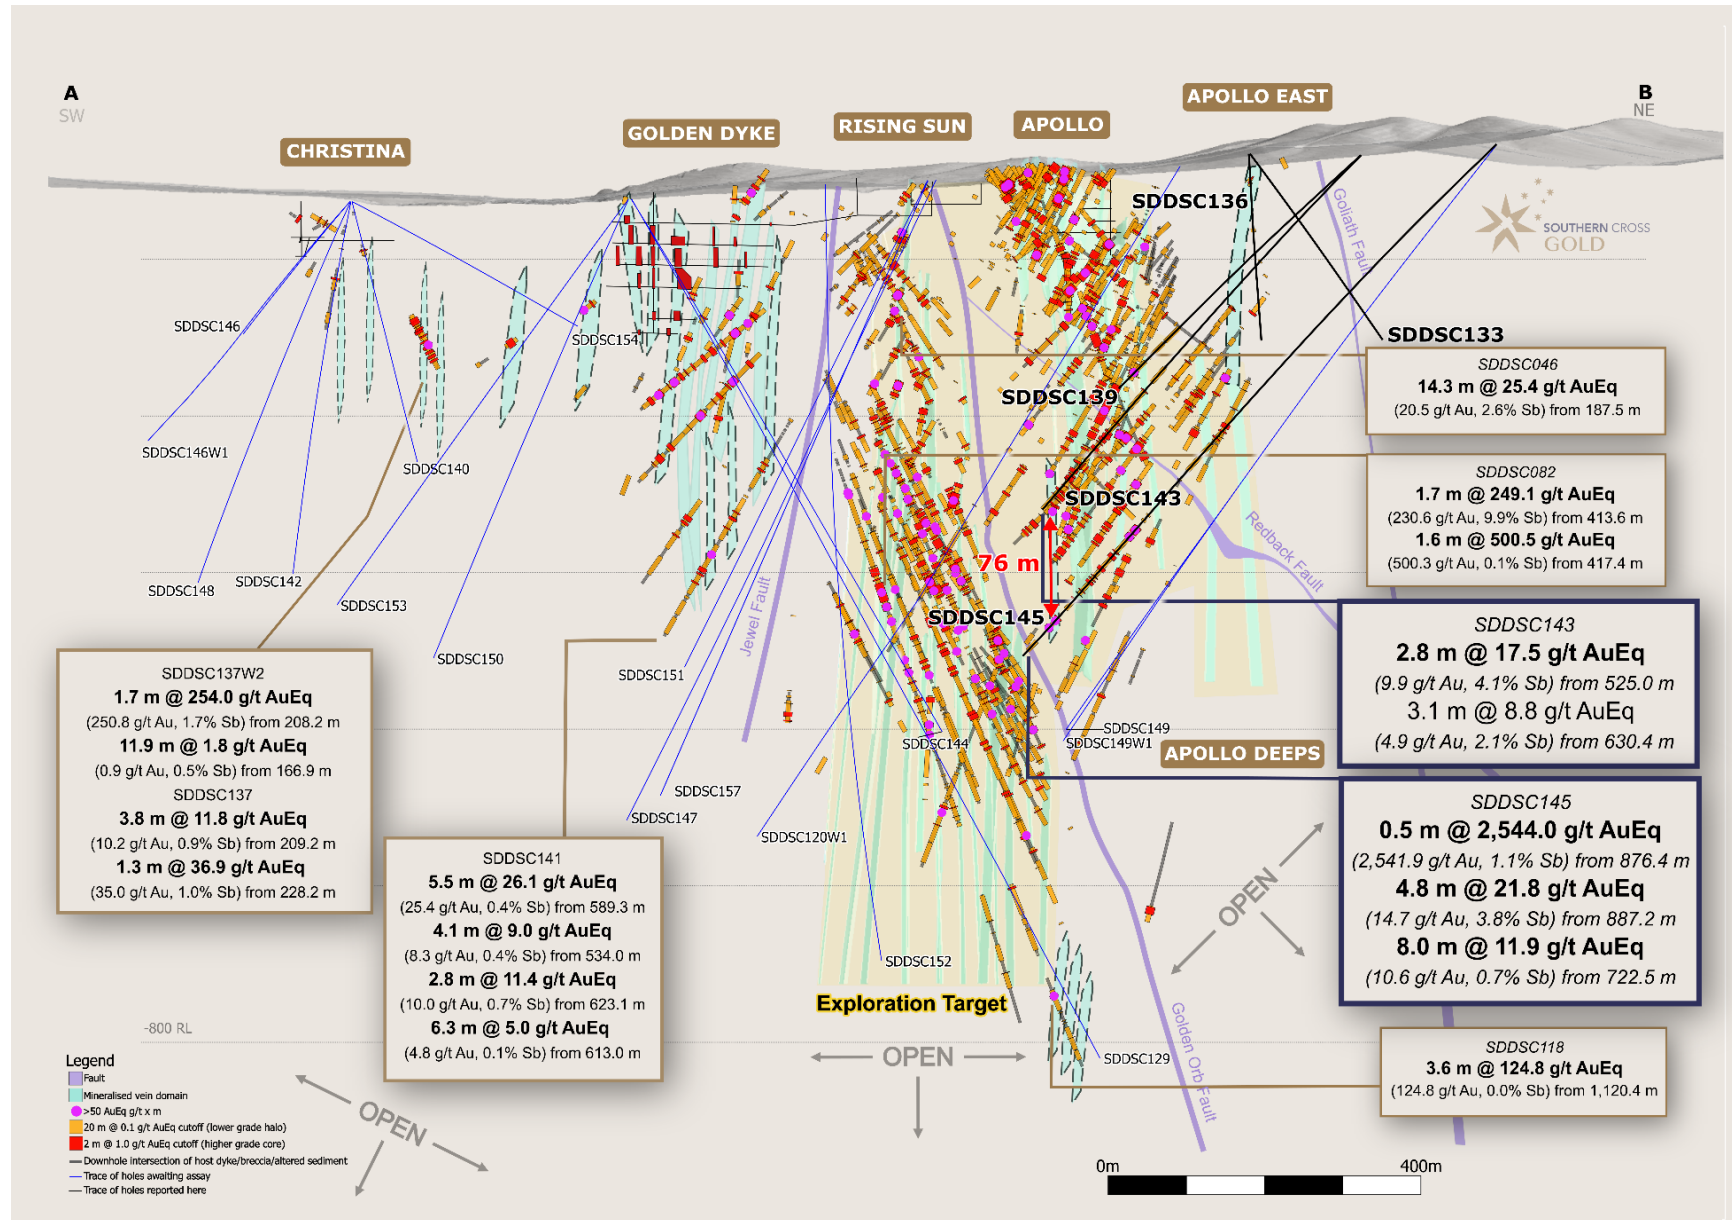 A
SW
B
NE
CHRISTINA
GOLDEN DYKE
RISING SUN
APOLLO
APOLLO EAST
SOUTHERN CROSS
GOLD
Goliath Fault
SDDSC136
SDDSC133
SDDSC146
SDDSC154
SDDSC139
SDDSC146W1
SDDSC140
SDDSC143
Redback Fault
76 m
SDDSC148
SDDSC142
SDDSC153
SDDSC145
Jewel Fault
SDDSC150
SDDSC151
SDDSC144
SDDSC149
SDDSC149W1
APOLLO DEEPS
SDDSC157
SDDSC147
SDDSC120W1
SDDSC152
SDDSC129
Golden Orb Fault
Exploration Target
OPEN
OPEN
OPEN
-800 RL
SDDSC046
14.3 m @ 25.4 g/t AuEq
(20.5 g/t Au, 2.6% Sb) from 187.5 m
SDDSC082
1.7 m @ 249.1 g/t AuEq
(230.6 g/t Au, 9.9% Sb) from 413.6 m
1.6 m @ 500.5 g/t AuEq
(500.3 g/t Au, 0.1% Sb) from 417.4 m
SDDSC143
2.8 m @ 17.5 g/t AuEq
(9.9 g/t Au, 4.1% Sb) from 525.0 m
3.1 m @ 8.8 g/t AuEq
(4.9 g/t Au, 2.1% Sb) from 630.4 m
SDDSC145
0.5 m @ 2,544.0 g/t AuEq
(2,541.9 g/t Au, 1.1% Sb) from 876.4 m
4.8 m @ 21.8 g/t AuEq
(14.7 g/t Au, 3.8% Sb) from 887.2 m
8.0 m @ 11.9 g/t AuEq
(10.6 g/t Au, 0.7% Sb) from 722.5 m
SDDSC118
3.6 m @ 124.8 g/t AuEq
(124.8 g/t Au, 0.0% Sb) from 1,120.4 m
SDDSC137W2
1.7 m @ 254.0 g/t AuEq
(250.8 g/t Au, 1.7% Sb) from 208.2 m
11.9 m @ 1.8 g/t AuEq
(0.9 g/t Au, 0.5% Sb) from 166.9 m
SDDSC137
3.8 m @ 11.8 g/t AuEq
(10.2 g/t Au, 0.9% Sb) from 209.2 m
1.3 m @ 36.9 g/t AuEq
(35.0 g/t Au, 1.0% Sb) from 228.2 m
SDDSC141
5.5 m @ 26.1 g/t AuEq
(25.4 g/t Au, 0.4% Sb) from 589.3 m
4.1 m @ 9.0 g/t AuEq
(8.3 g/t Au, 0.4% Sb) from 534.0 m
2.8 m @ 11.4 g/t AuEq
(10.0 g/t Au, 0.7% Sb) from 623.1 m
6.3 m @ 5.0 g/t AuEq
(4.8 g/t Au, 0.1% Sb) from 613.0 m
Legend
Fault
Mineralised vein domain
>50 AuEq g/t x m
20 m @ 0.1 g/t AuEq cutoff (lower grade halo)
2 m @ 1.0 g/t AuEq cutoff (higher grade core)
Downhole intersection of host dyke/breccia/altered sediment
Trace of holes awaiting assay
Trace of holes reported here
0m
400m